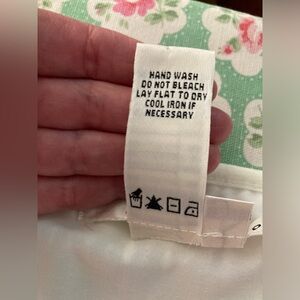 HAND WASH
DO NOT BLEACH
LAY FLAT TO DRY
COOL IRON IF
NECESSARY